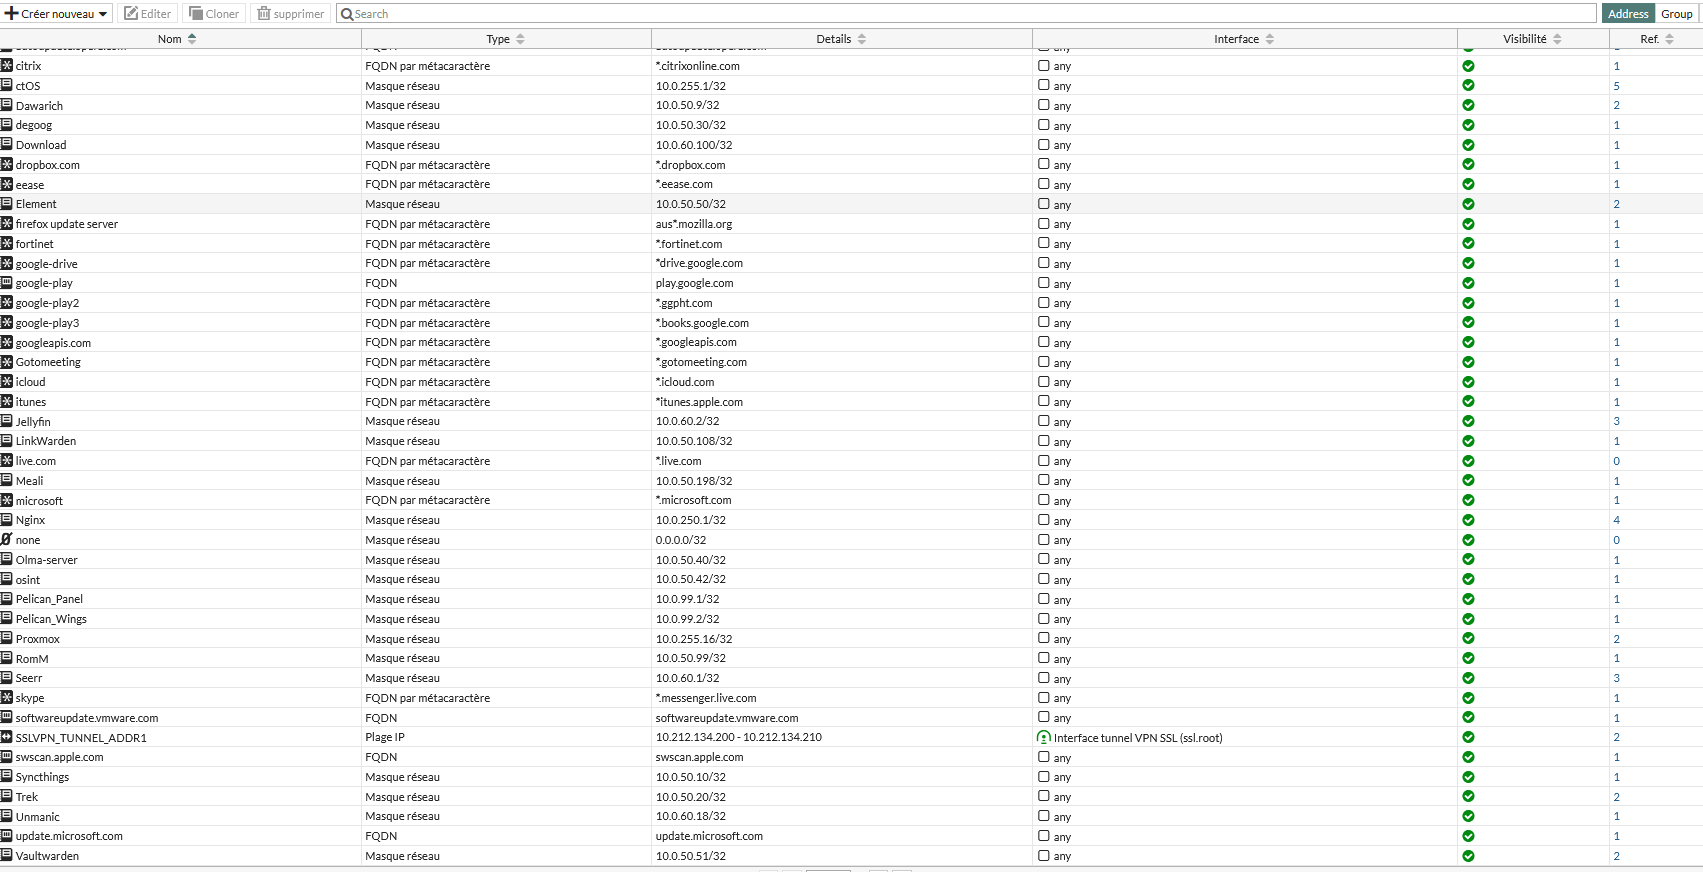 Créer nouveau Editer Cloner supprimer Search Address Group
Nom Type Details Interface Visibilité Ref.
citrix FQDN par métacaractère *.citrixonline.com any 1
ctOS Masque réseau 10.0.255.1/32 any 5
Dawarich Masque réseau 10.0.50.9/32 any 2
degoog Masque réseau 10.0.50.30/32 any 1
Download Masque réseau 10.0.60.100/32 any 1
dropbox.com FQDN par métacaractère *.dropbox.com any 1
eease FQDN par métacaractère *.eease.com any 1
Element Masque réseau 10.0.50.50/32 any 2
firefox update server FQDN par métacaractère aus*.mozilla.org any 1
fortinet FQDN par métacaractère *.fortinet.com any 1
google-drive FQDN par métacaractère *drive.google.com any 1
google-play FQDN play.google.com any 1
google-play2 FQDN par métacaractère *.ggpht.com any 1
google-play3 FQDN par métacaractère *.books.google.com any 1
googleapis.com FQDN par métacaractère *.googleapis.com any 1
Gotomeeting FQDN par métacaractère *.gotomeeting.com any 1
icloud FQDN par métacaractère *.icloud.com any 1
itunes FQDN par métacaractère *itunes.apple.com any 1
Jellyfin Masque réseau 10.0.60.2/32 any 3
LinkWarden Masque réseau 10.0.50.108/32 any 1
live.com FQDN par métacaractère *.live.com any 0
Meali Masque réseau 10.0.50.198/32 any 1
microsoft FQDN par métacaractère *.microsoft.com any 1
Nginx Masque réseau 10.0.250.1/32 any 4
none Masque réseau 0.0.0.0/32 any 0
Olma-server Masque réseau 10.0.50.40/32 any 1
osint Masque réseau 10.0.50.42/32 any 1
Pelican_Panel Masque réseau 10.0.99.1/32 any 1
Pelican_Wings Masque réseau 10.0.99.2/32 any 1
Proxmox Masque réseau 10.0.255.16/32 any 2
RomM Masque réseau 10.0.50.99/32 any 1
Seerr Masque réseau 10.0.60.1/32 any 3
skype FQDN par métacaractère *.messenger.live.com any 1
softwareupdate.vmware.com FQDN softwareupdate.vmware.com any 1
SSLVPN_TUNNEL_ADDR1 Plage IP 10.212.134.200 - 10.212.134.210 Interface tunnel VPN SSL (ssl.root) 2
swscan.apple.com FQDN swscan.apple.com any 1
Syncthings Masque réseau 10.0.50.10/32 any 1
Trek Masque réseau 10.0.50.20/32 any 2
Unmanic Masque réseau 10.0.60.18/32 any 1
update.microsoft.com FQDN update.microsoft.com any 1
Vaultwarden Masque réseau 10.0.50.51/32 any 2